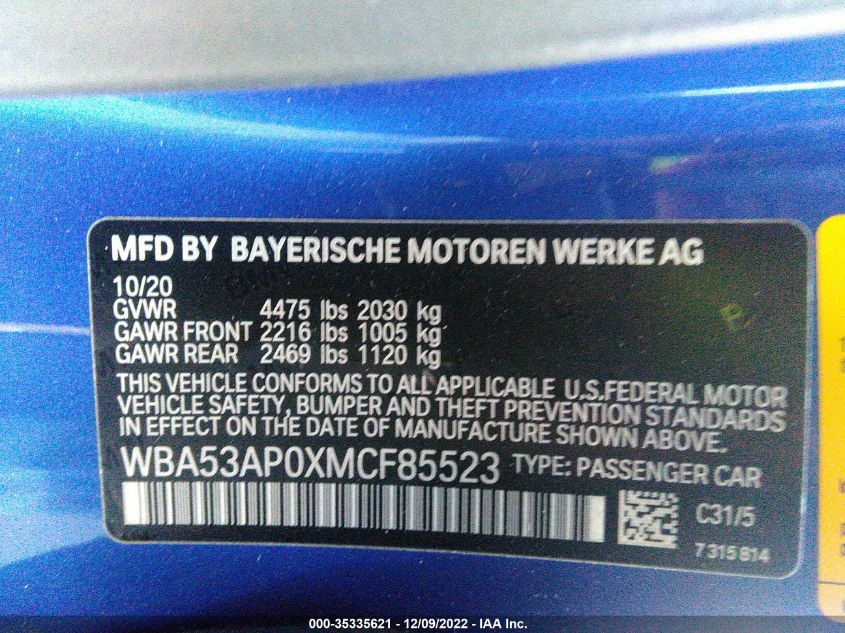 MFD BY BAYERISCHE MOTOREN WERKE AG
10/20
GVWR 4475 lbs 2030 kg
GAWR FRONT 2216 lbs 1005 kg
GAWR REAR 2469 lbs 1120 kg
THIS VEHICLE CONFORMS TO ALL APPLICABLE U.S.FEDERAL MOTOR
VEHICLE SAFETY, BUMPER AND THEFT PREVENTION STANDARDS
IN EFFECT ON THE DATE OF MANUFACTURE SHOWN ABOVE.
WBA53AP0XMCF85523 TYPE: PASSENGER CAR
C31/5
7 315 814
000-35335621 - 12/09/2022 - IAA Inc.